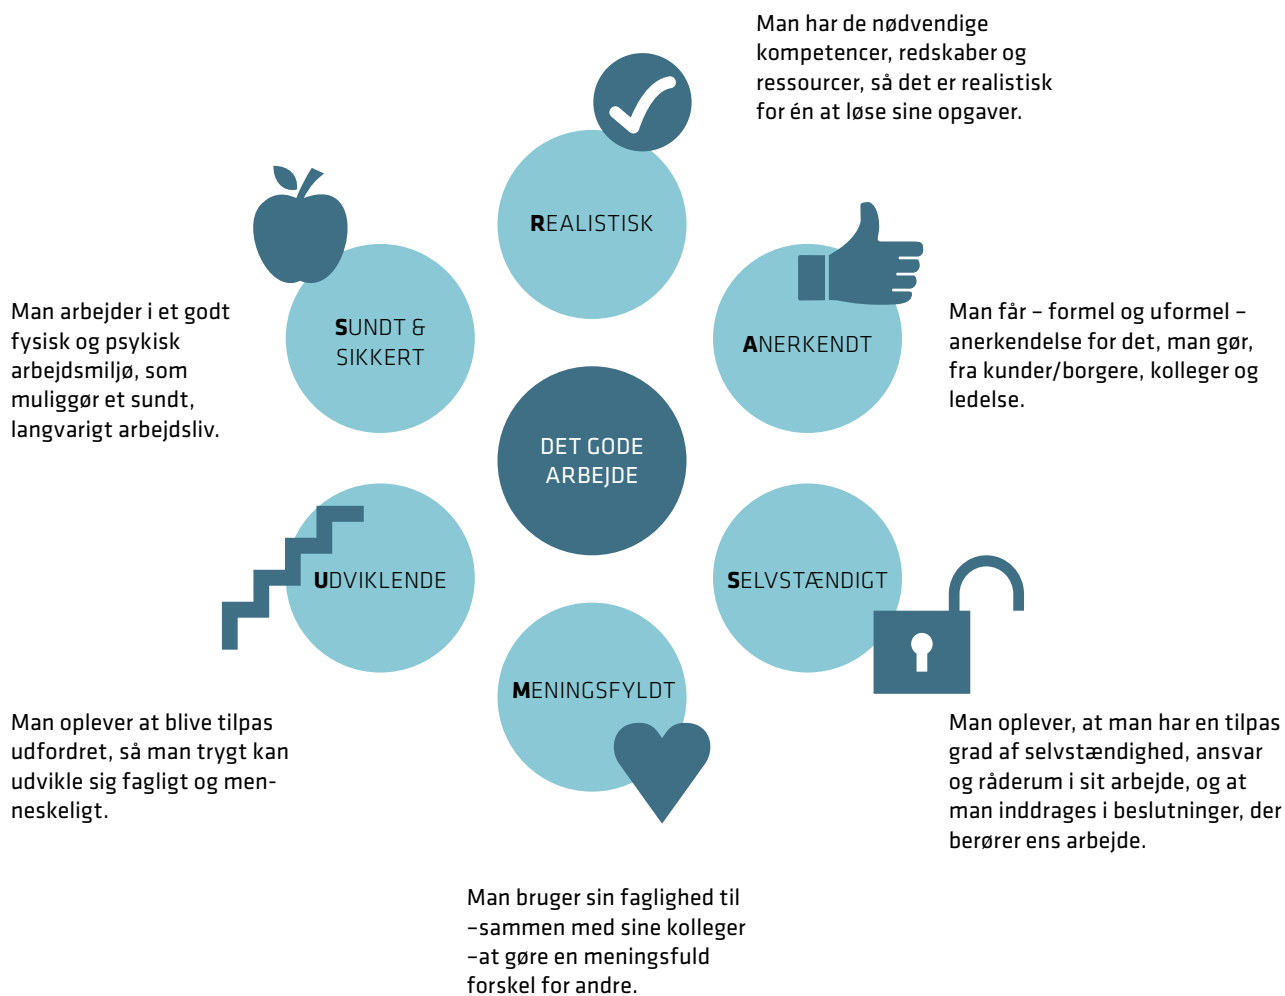 Man har de nødvendige
kompetencer, redskaber og
ressourcer, så det er realistisk
for én at løse sine opgaver.
REALISTISK
SUNDT &
SIKKERT
ANERKENDT
Man arbejder i et godt
fysisk og psykisk
arbejdsmiljø, som
muliggør et sundt,
langvarigt arbejdsliv.
Man får – formel og uformel –
anerkendelse for det, man gør,
fra kunder/borgere, kolleger og
ledelse.
DET GODE
ARBEJDE
UDVIKLENDE
SELVSTÆNDIGT
MENINGSFYLDT
Man oplever at blive tilpas
udfordret, så man trygt kan
udvikle sig fagligt og men-
neskeligt.
Man oplever, at man har en tilpas
grad af selvstændighed, ansvar
og råderum i sit arbejde, og at
man inddrages i beslutninger, der
berører ens arbejde.
Man bruger sin faglighed til
–sammen med sine kolleger
–at gøre en meningsfuld
forskel for andre.